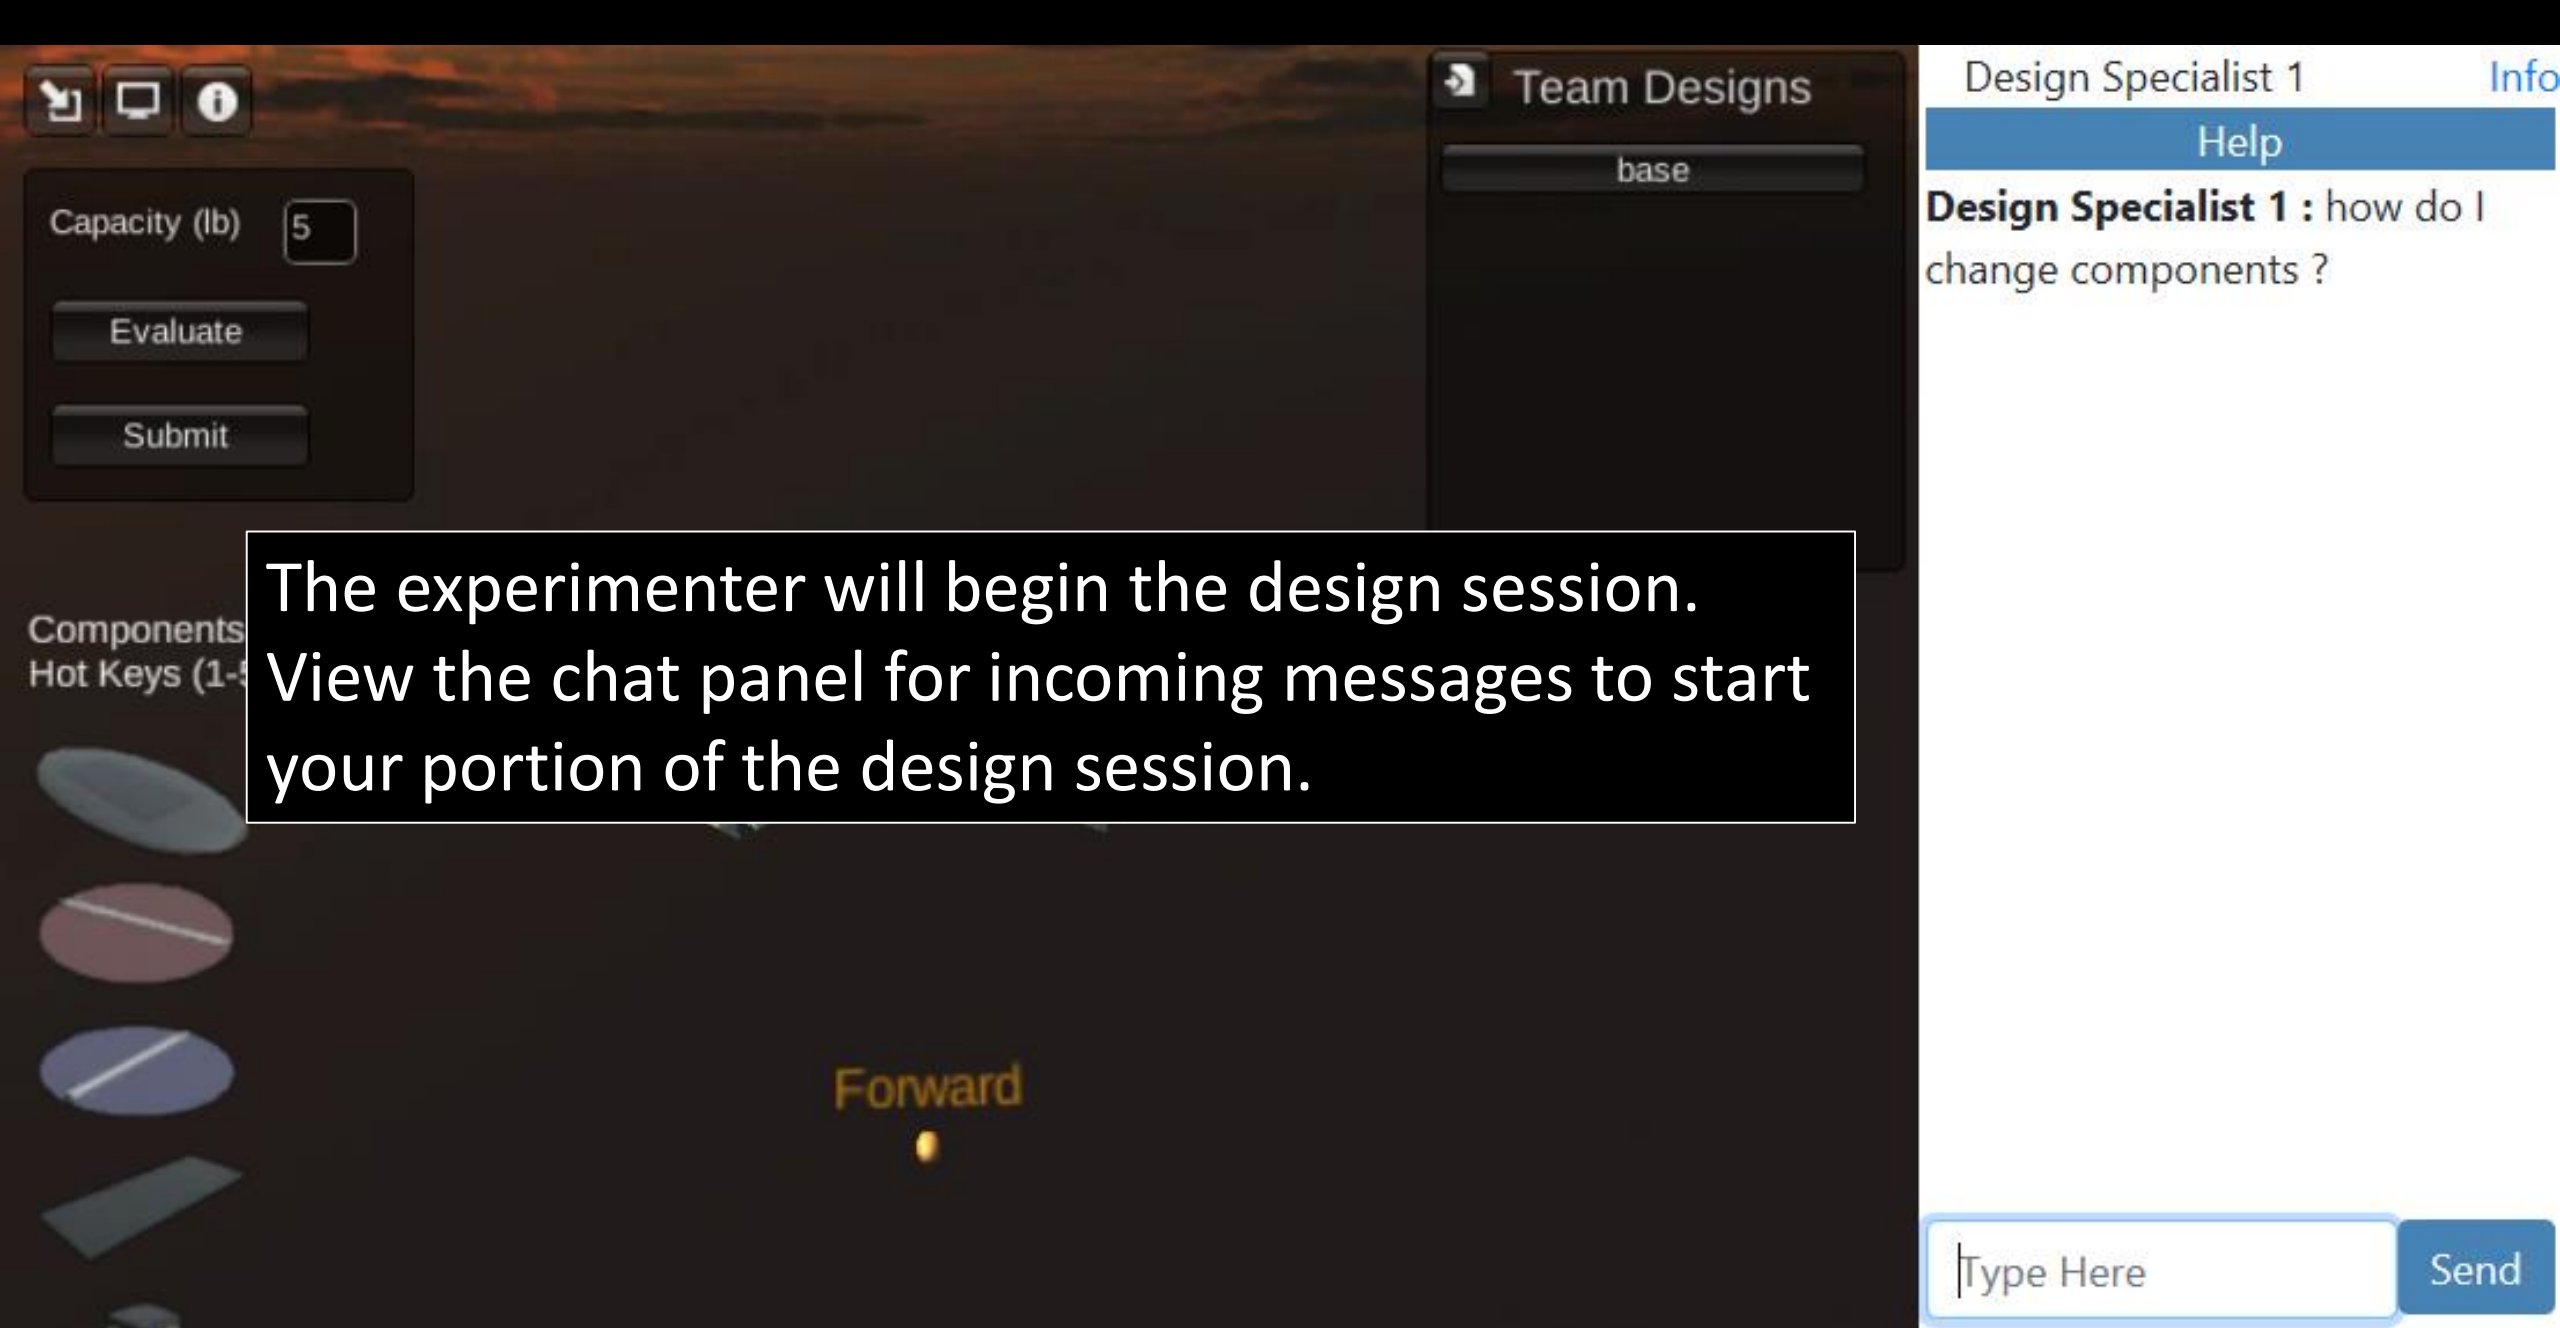 Team Designs
base
Capacity (lb) 5
Evaluate
Submit
Components
Hot Keys (1-
The experimenter will begin the design session.
View the chat panel for incoming messages to start
your portion of the design session.
Forward
Design Specialist 1 Info
Help
Design Specialist 1 : how do I
change components ?
Type Here Send